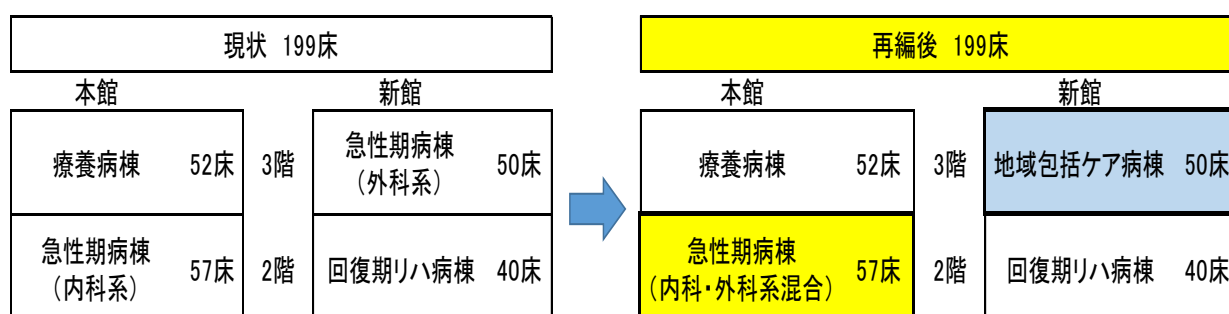 現状 199床
本館 新館
療養病棟 52床 3階 急性期病棟
(外科系) 50床
急性期病棟
(内科系) 57床 2階 回復期リハ病棟 40床
再編後 199床
本館 新館
療養病棟 52床 3階 地域包括ケア病棟 50床
急性期病棟
(内科・外科系混合) 57床 2階 回復期リハ病棟 40床